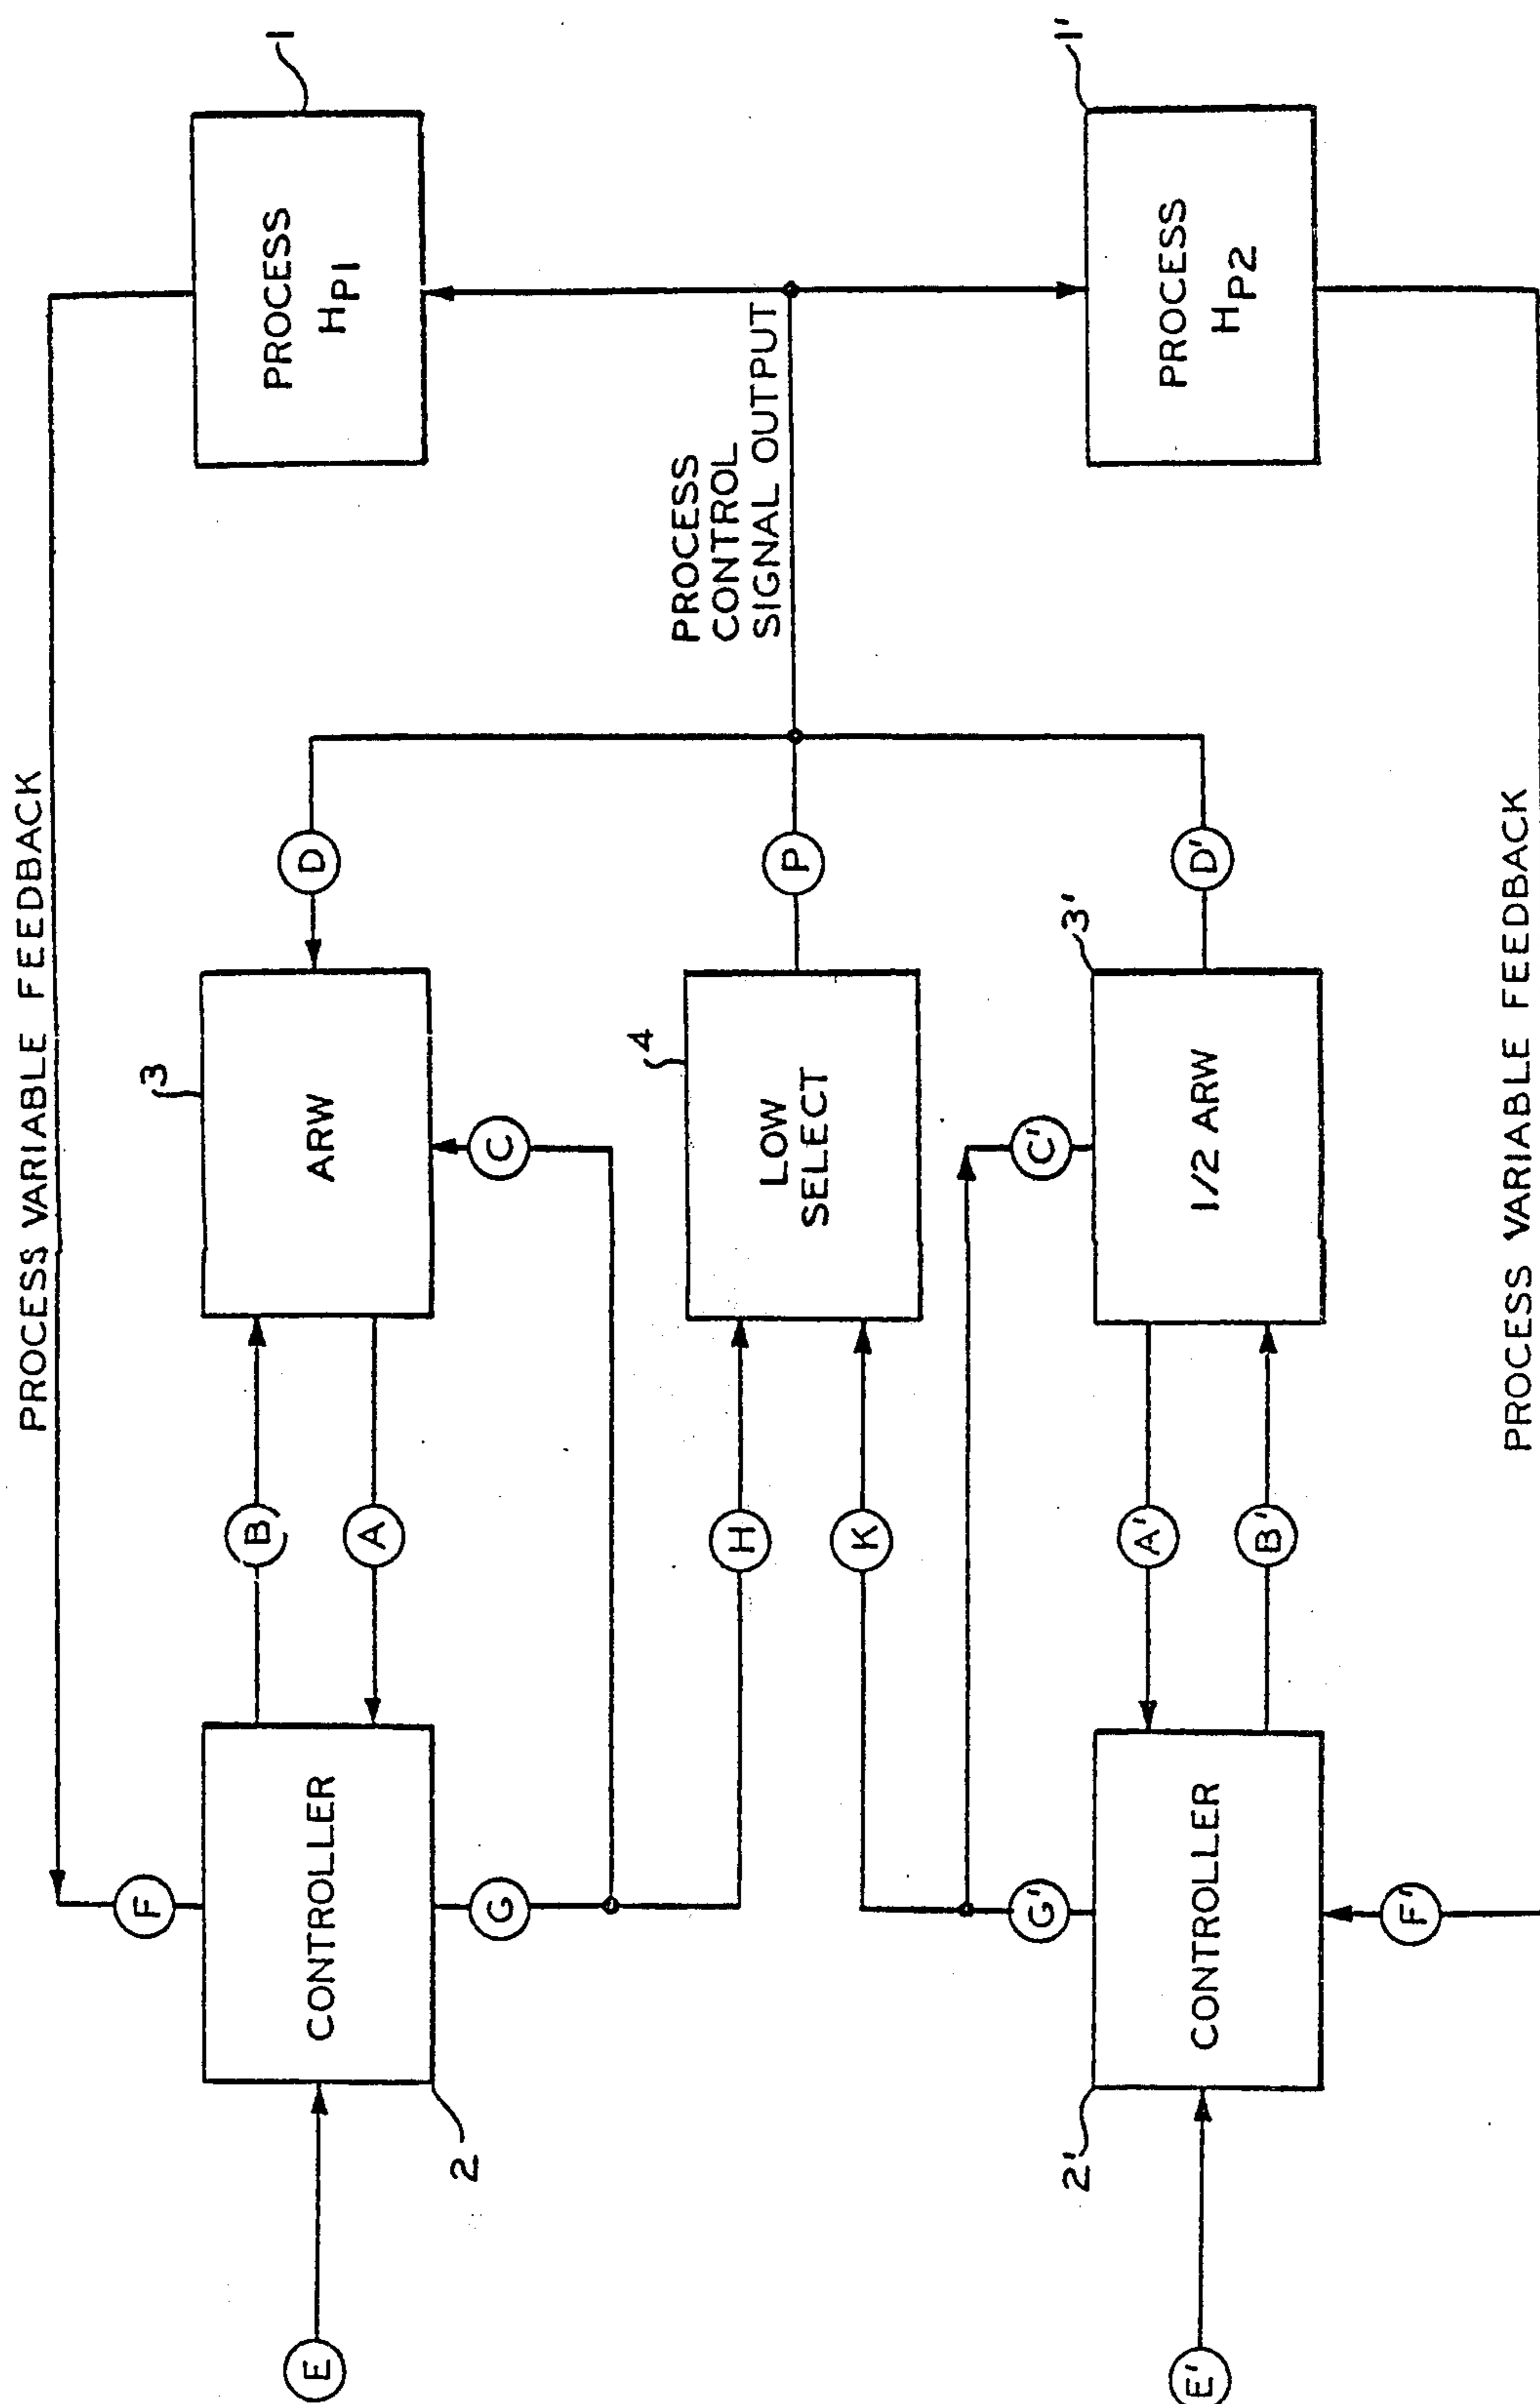 PROCESS VARIABLE FEEDBACK
F
E
CONTROLLER
2
B
A
G
C
ARW
3
D
PROCESS
HP1
1
H
K
LOW
SELECT
4
P
PROCESS
CONTROL
SIGNAL OUTPUT
E'
CONTROLLER
2'
G'
C'
A'
B'
1/2 ARW
3'
D'
PROCESS
HP2
1'
F'
PROCESS VARIABLE FEEDBACK